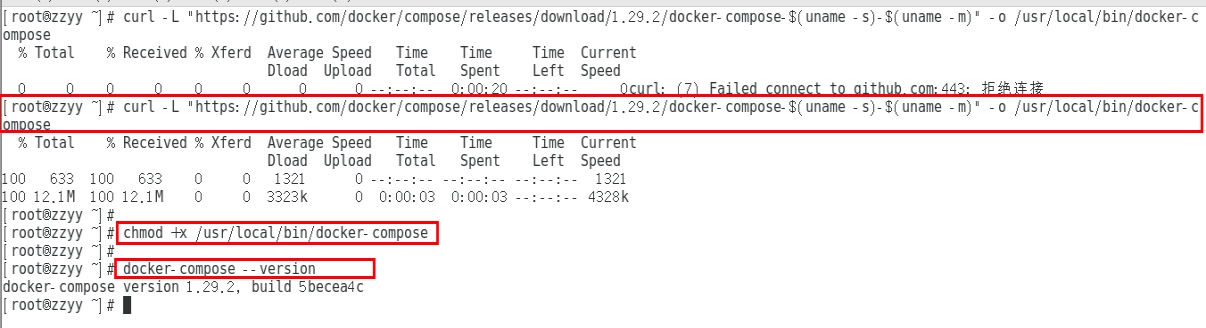 [root@zzyy ~]# curl -L "https://github.com/docker/compose/releases/download/1.29.2/docker-compose-$(uname -s)-$(uname -m)" -o /usr/local/bin/docker-c
ompose
% Total % Received % Xferd Average Speed Time Time Time Current
Dload Upload Total Spent Left Speed
0 0 0 0 0 0 0 0 --:--:-- 0:00:20 --:--:-- 0curl: (7) Failed connect to github.com:443; 拒绝连接
[root@zzyy ~]# curl -L "https://github.com/docker/compose/releases/download/1.29.2/docker-compose-$(uname -s)-$(uname -m)" -o /usr/local/bin/docker-c
ompose
% Total % Received % Xferd Average Speed Time Time Time Current
Dload Upload Total Spent Left Speed
100 633 100 633 0 0 1321 0 --:--:-- --:--:-- --:--:-- 1321
100 12.1M 100 12.1M 0 0 3323k 0 0:00:03 0:00:03 --:--:-- 4328k
[root@zzyy ~]#
[root@zzyy ~]# chmod +x /usr/local/bin/docker-compose
[root@zzyy ~]#
[root@zzyy ~]# docker-compose --version
docker-compose version 1.29.2, build 5becea4c
[root@zzyy ~]#